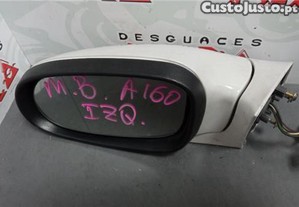 CustoJusto.pt
DESGUACES
M.B. A160
IZQ.